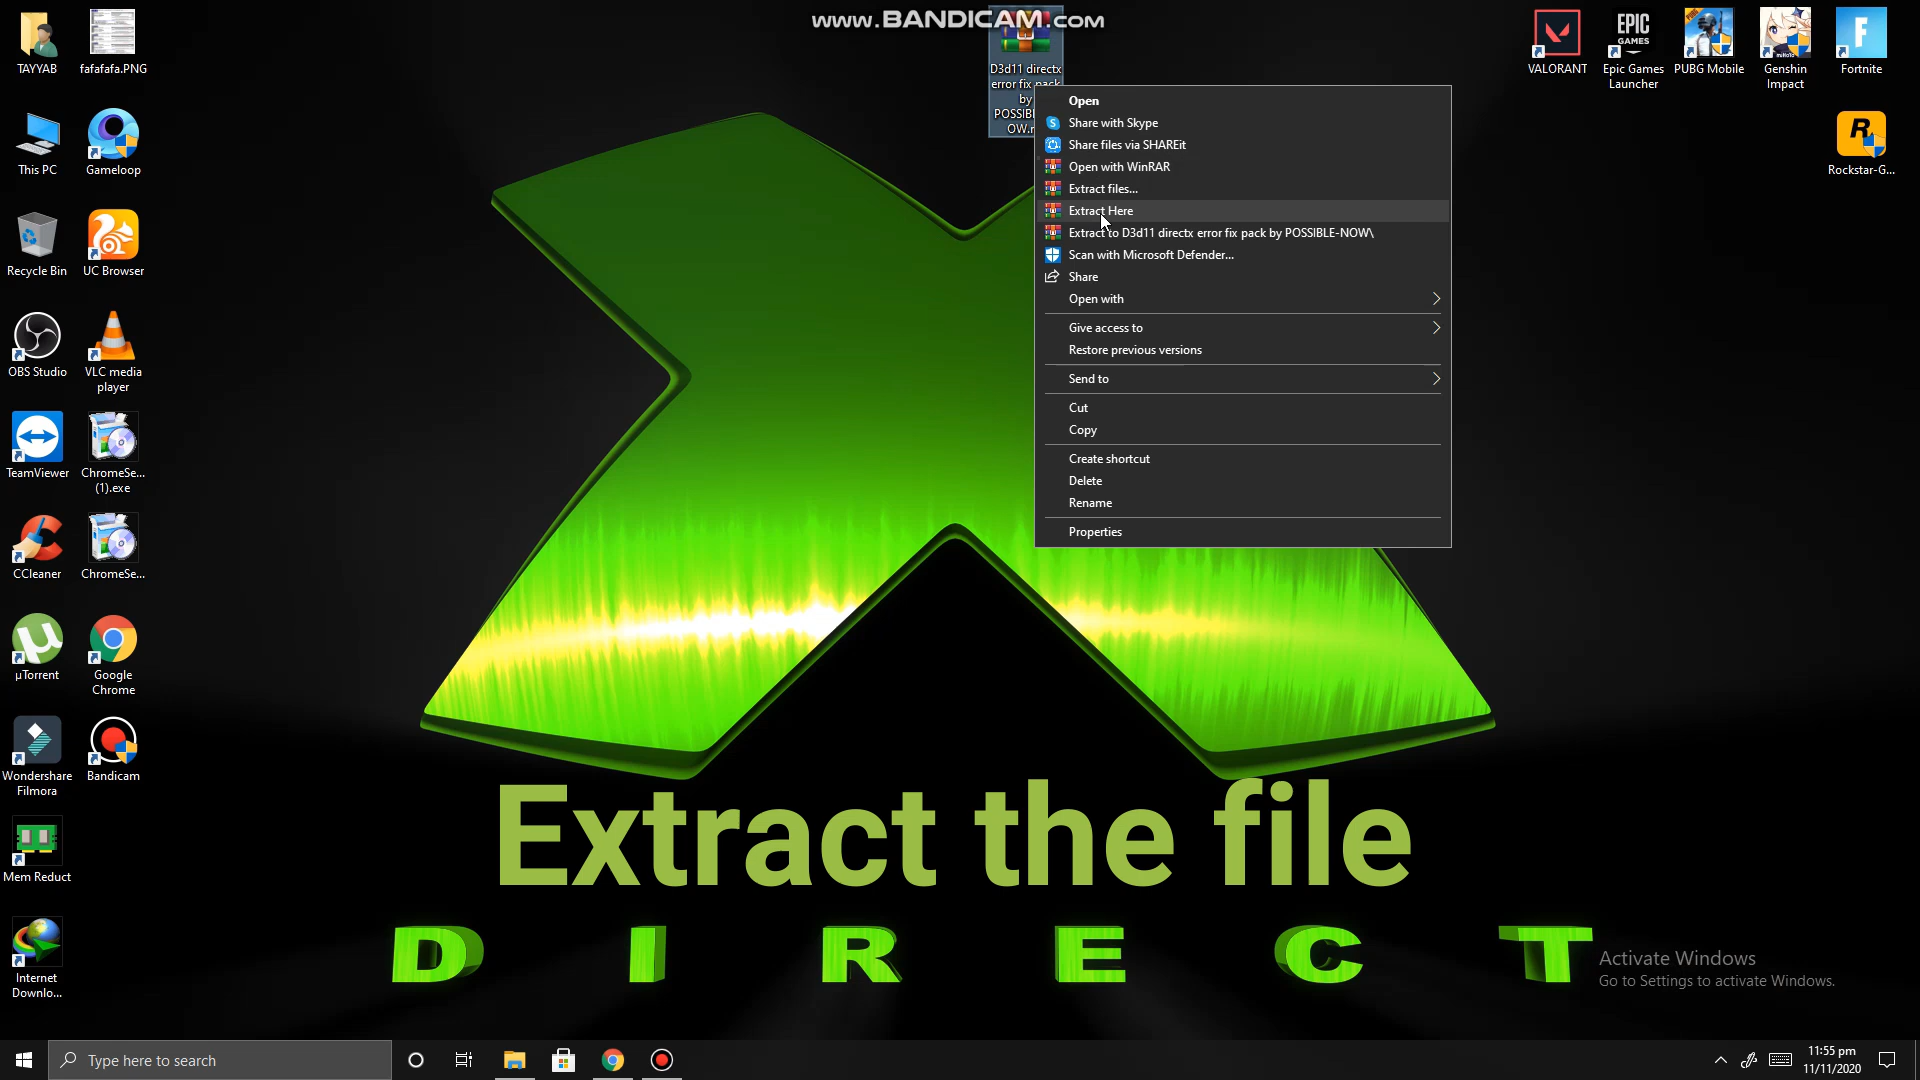 www.BANDICAM.com
TAYYAB
fafafafa.PNG
This PC
Gameloop
Recycle Bin
UC Browser
OBS Studio
VLC media
player
TeamViewer
ChromeSe...
(1).exe
CCleaner
ChromeSe...
µTorrent
Google
Chrome
Wondershare
Filmora
Bandicam
Mem Reduct
Internet
Downlo...
D3d11 directx
error fix pack
by
POSSIB
OW.r
Open
Share with Skype
Share files via SHAREit
Open with WinRAR
Extract files...
Extract Here
Extract to D3d11 directx error fix pack by POSSIBLE-NOW\
Scan with Microsoft Defender...
Share
Open with
Give access to
Restore previous versions
Send to
Cut
Copy
Create shortcut
Delete
Rename
Properties
VALORANT
EPIC
GAMES
Epic Games
Launcher
PUBG Mobile
Genshin
Impact
Fortnite
Rockstar-G...
Extract the file
DIRECT
Activate Windows
Go to Settings to activate Windows.
Type here to search
11:55 pm
11/11/2020